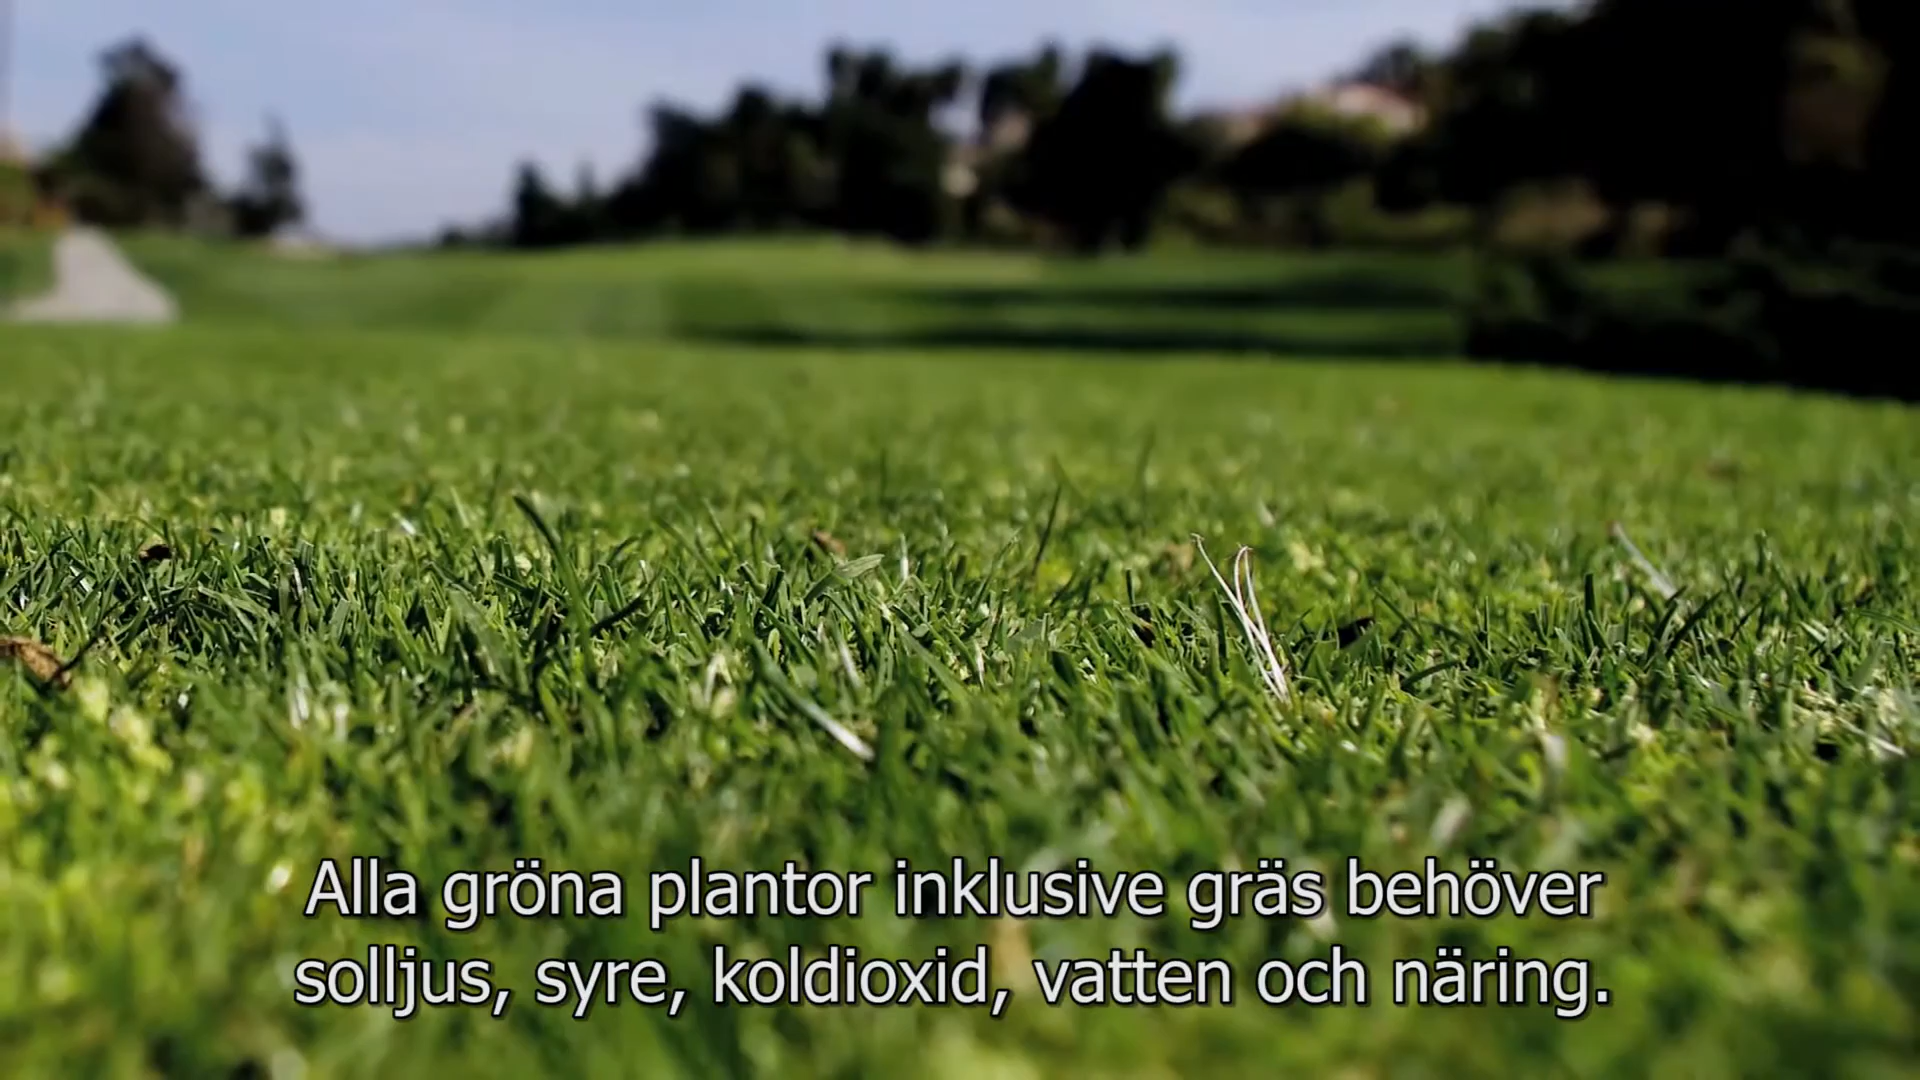 Alla gröna plantor inklusive gräs behöver
solljus, syre, koldioxid, vatten och näring.